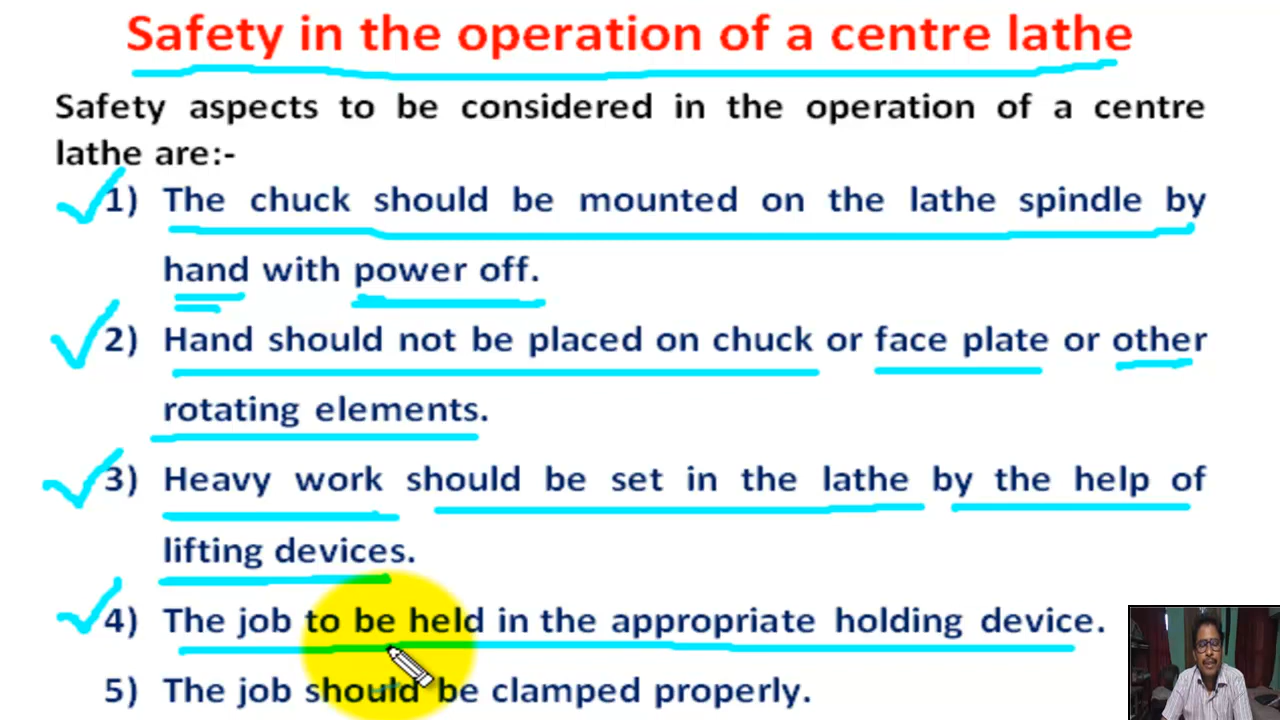 Safety in the operation of a centre lathe
Safety aspects to be considered in the operation of a centre
lathe are:-
1) The chuck should be mounted on the lathe spindle by
hand with power off.
2) Hand should not be placed on chuck or face plate or other
rotating elements.
3) Heavy work should be set in the lathe by the help of
lifting devices.
4) The job to be held in the appropriate holding device.
5) The job should be clamped properly.